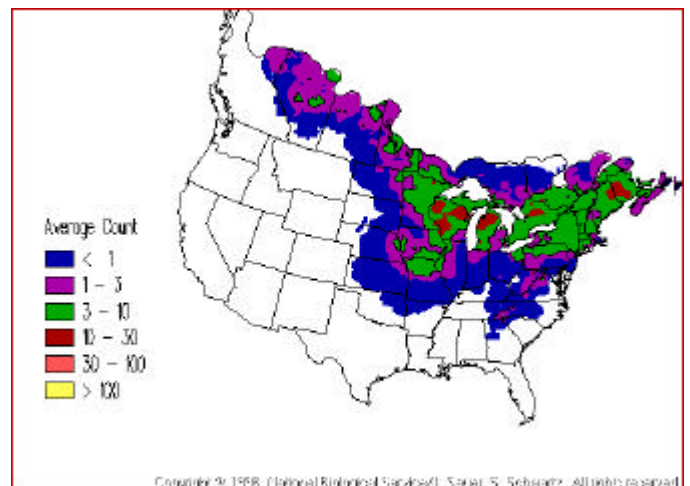 Average Count
< 1
1 - 3
3 - 10
10 - 30
30 - 100
> 100
Copyright 1998, (National Biological Service/J. Sauer, S. Schwartz, All rights reserved